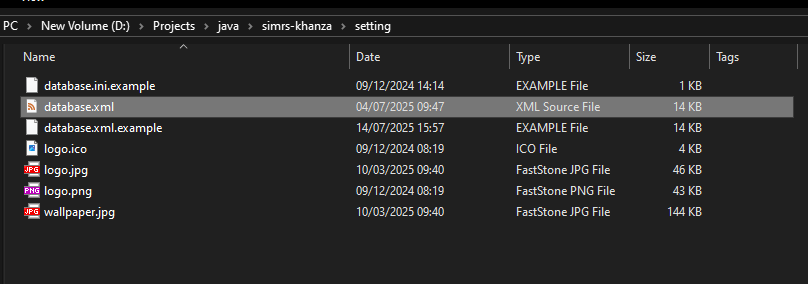 PC > New Volume (D:) > Projects > java > simrs-khanza > setting
Name Date Type Size Tags
database.ini.example 09/12/2024 14:14 EXAMPLE File 1 KB
database.xml 04/07/2025 09:47 XML Source File 14 KB
database.xml.example 14/07/2025 15:57 EXAMPLE File 14 KB
logo.ico 09/12/2024 08:19 ICO File 4 KB
JPG logo.jpg 10/03/2025 09:40 FastStone JPG File 46 KB
PNG logo.png 09/12/2024 08:19 FastStone PNG File 43 KB
JPG wallpaper.jpg 10/03/2025 09:40 FastStone JPG File 144 KB